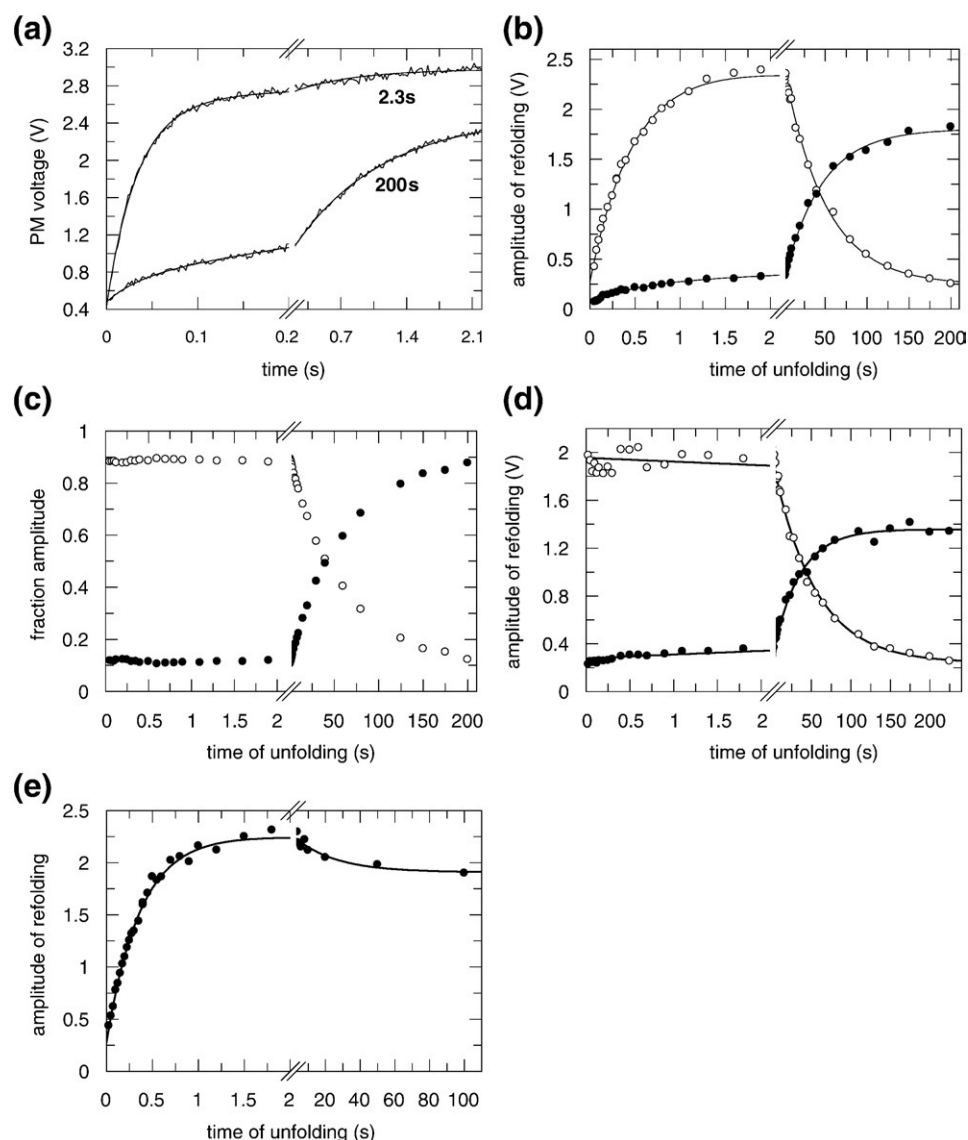 (a)
3.2
2.8
2.4
2
1.6
1.2
0.8
0.4
PM voltage (V)
2.3s
200s
0 0.1 0.2 0.7 1.4 2.1
time (s)
(b)
2.5
2
1.5
1
0.5
0
amplitude of refolding (V)
0 0.5 1 1.5 2 50 100 150 200
time of unfolding (s)
(c)
1
0.8
0.6
0.4
0.2
0
fraction amplitude
0 0.5 1 1.5 2 50 100 150 200
time of unfolding (s)
(d)
2
1.6
1.2
0.8
0.4
0
amplitude of refolding (V)
0 0.5 1 1.5 2 50 100 150 200
time of unfolding (s)
(e)
2.5
2
1.5
1
0.5
0
amplitude of refolding
0 0.5 1 1.5 2 20 40 60 80 100
time of unfolding (s)